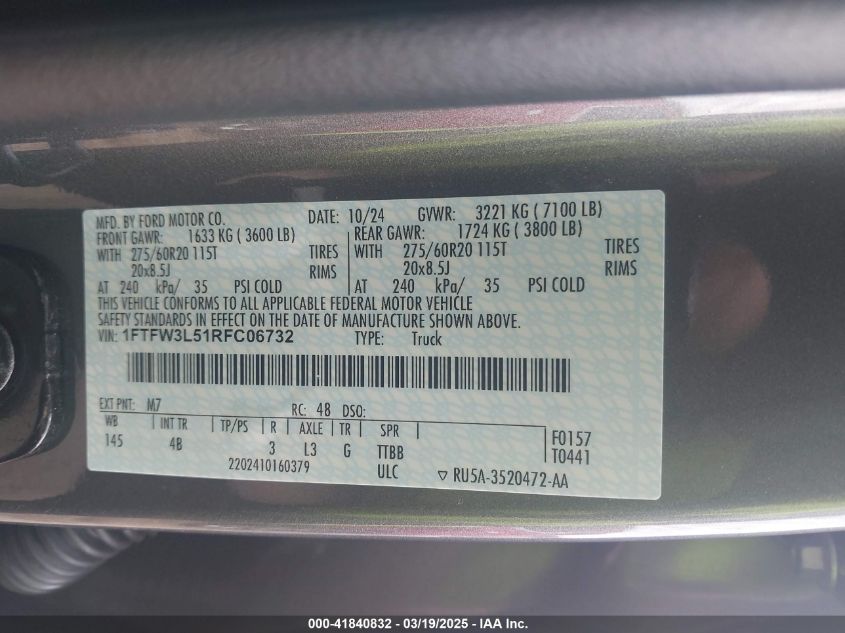 MFD. BY FORD MOTOR CO. DATE: 10/24 GVWR: 3221 KG ( 7100 LB)
FRONT GAWR: 1633 KG ( 3600 LB) REAR GAWR: 1724 KG ( 3800 LB)
WITH 275/60R20 115T TIRES WITH 275/60R20 115T TIRES
20x8.5J RIMS 20x8.5J RIMS
AT 240 kPa/ 35 PSI COLD AT 240 kPa/ 35 PSI COLD
THIS VEHICLE CONFORMS TO ALL APPLICABLE FEDERAL MOTOR VEHICLE
SAFETY STANDARDS IN EFFECT ON THE DATE OF MANUFACTURE SHOWN ABOVE.
VIN: 1FTFW3L51RFC06732 TYPE: Truck
EXT PNT: M7 RC: 48 DSO:
WB INT TR TP/PS R AXLE TR SPR
145 4B 3 L3 G TTBB
2202410160379 ULC
F0157
T0441
RU5A-3520472-AA
000-41840832 — 03/19/2025 — IAA Inc.